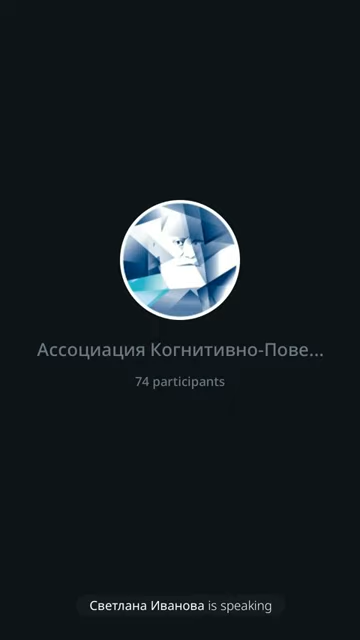 Ассоциация Когнитивно-Пове...
74 participants
Светлана Иванова is speaking